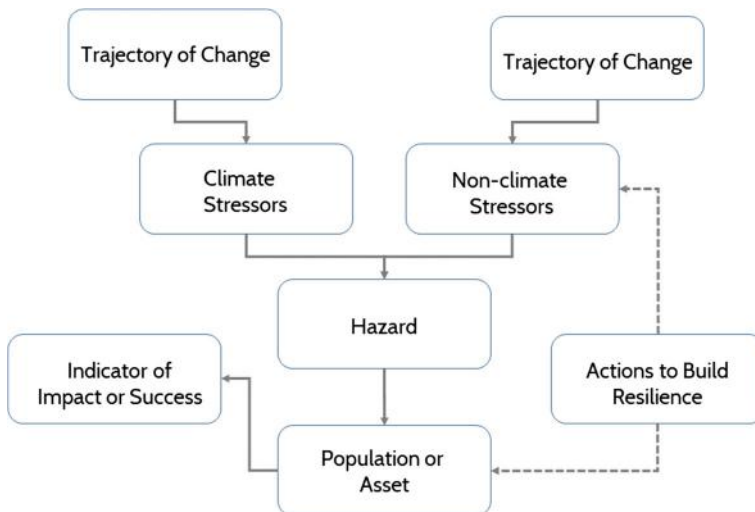 Trajectory of Change
Trajectory of Change
Climate
Stressors
Non-climate
Stressors
Hazard
Indicator of
Impact or Success
Actions to Build
Resilience
Population or
Asset